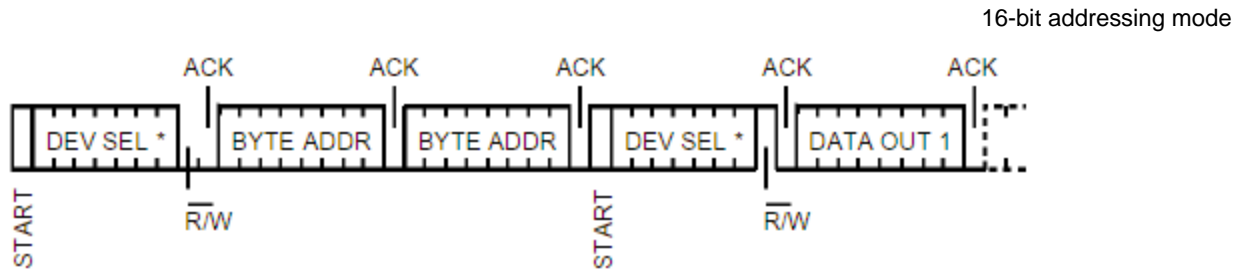 16-bit addressing mode
ACK ACK ACK ACK ACK
DEV SEL * BYTE ADDR BYTE ADDR DEV SEL * DATA OUT 1
START R/W START R/W